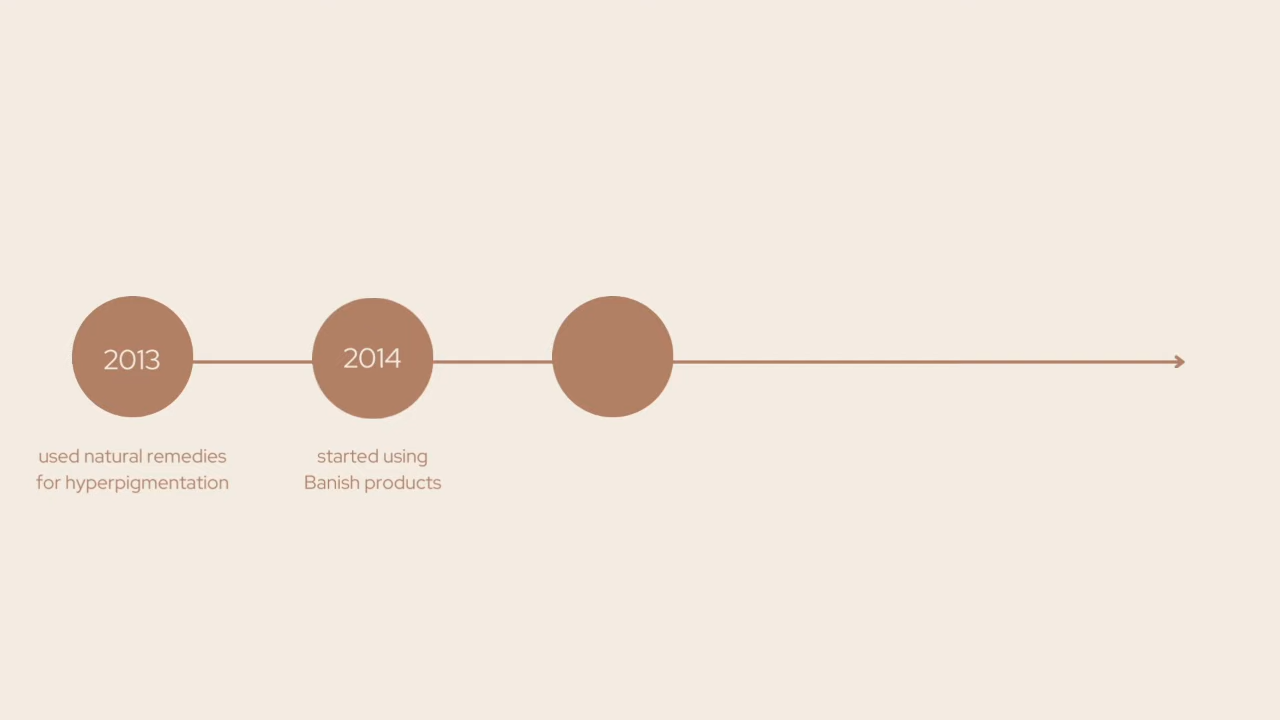 2013
2014
used natural remedies
for hyperpigmentation
started using
Banish products